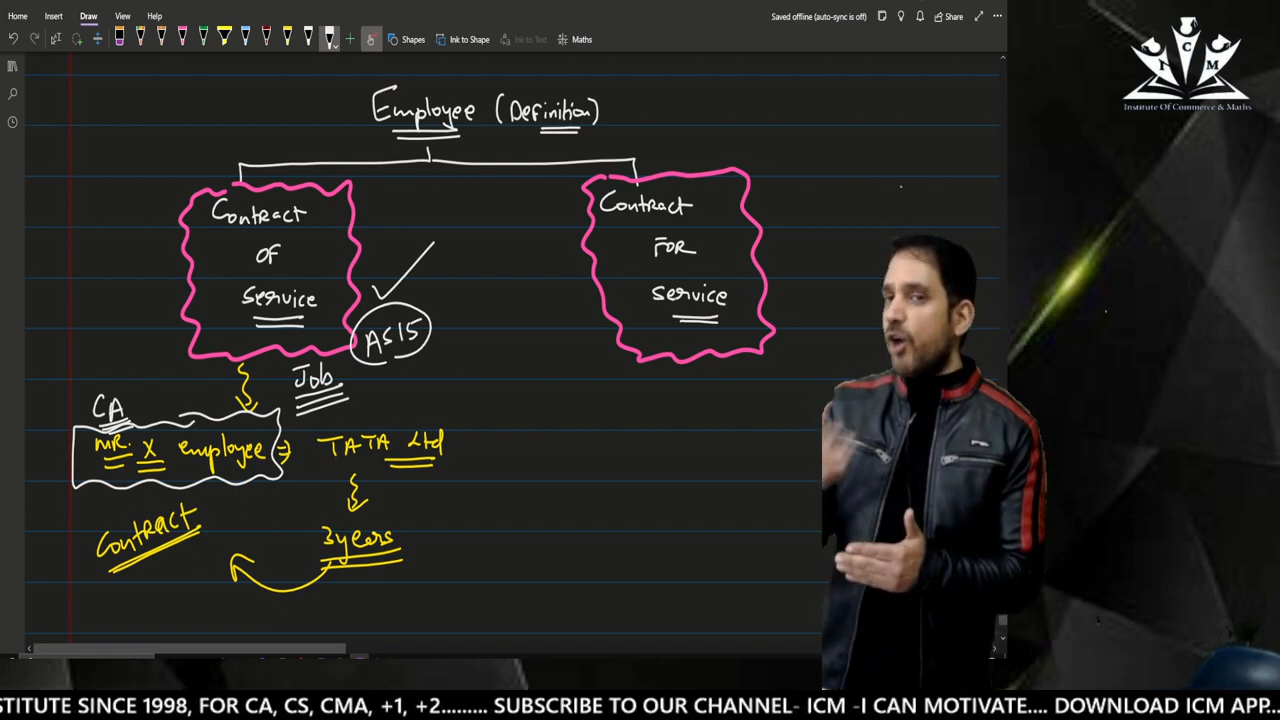 Home Insert Draw View Help
Saved offline (auto-sync is off)
Share
Shapes
Ink to Shape
Ink to Text
Maths
I C M
Institute Of Commerce & Maths
Employee (Definition)
Contract
OF
Service
Contract
FOR
Service
AS15
Job
CA
MR. X employee
TATA Ltd
3years
Contract
STITUTE SINCE 1998, FOR CA, CS, CMA, +1, +2......... SUBSCRIBE TO OUR CHANNEL- ICM -I CAN MOTIVATE.... DOWNLOAD ICM APP...